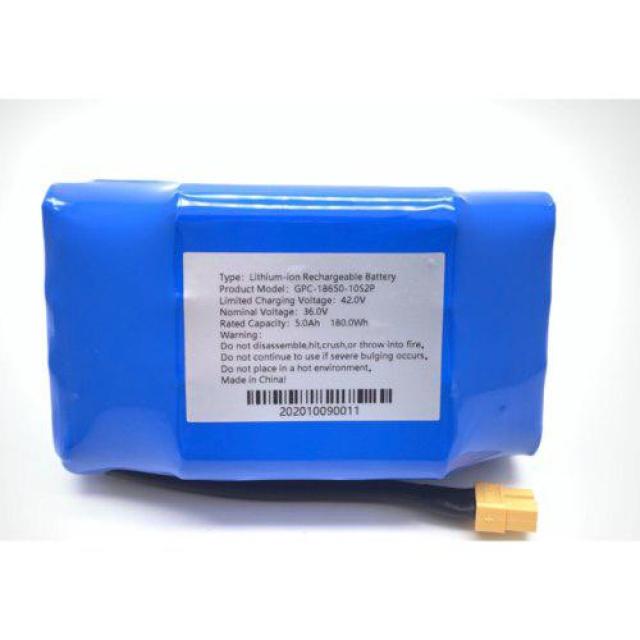 Type: Lithium-ion Rechargeable Battery
Product Model: GPC-18650-10S2P
Limited Charging Voltage: 42.0V
Nominal Voltage: 36.0V
Rated Capacity: 5.0Ah 180.0Wh
Warning:
Do not disassemble,hit,crush,or throw into fire,
Do not continue to use if severe bulging occurs,
Do not place in a hot environment,
Made in China!
202010090011
+